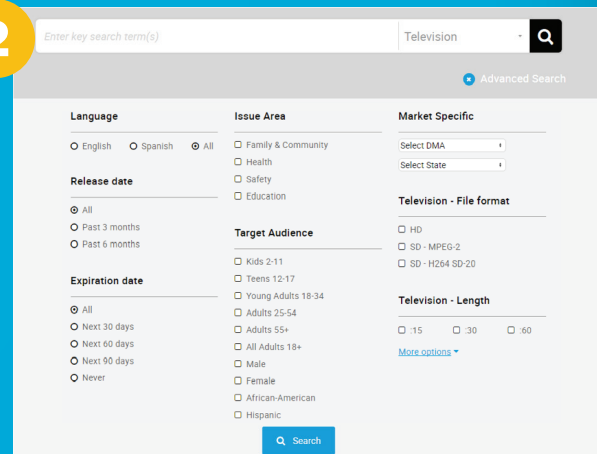 2
Enter key search term(s)
Television
Advanced Search
Language
English Spanish All
Release date
All
Past 3 months
Past 6 months
Expiration date
All
Next 30 days
Next 60 days
Next 90 days
Never
Issue Area
Family & Community
Health
Safety
Education
Target Audience
Kids 2-11
Teens 12-17
Young Adults 18-34
Adults 25-54
Adults 55+
All Adults 18+
Male
Female
African-American
Hispanic
Market Specific
Select DMA
Select State
Television - File format
HD
SD - MPEG-2
SD - H264 SD-20
Television - Length
:15 :30 :60
More options
Search